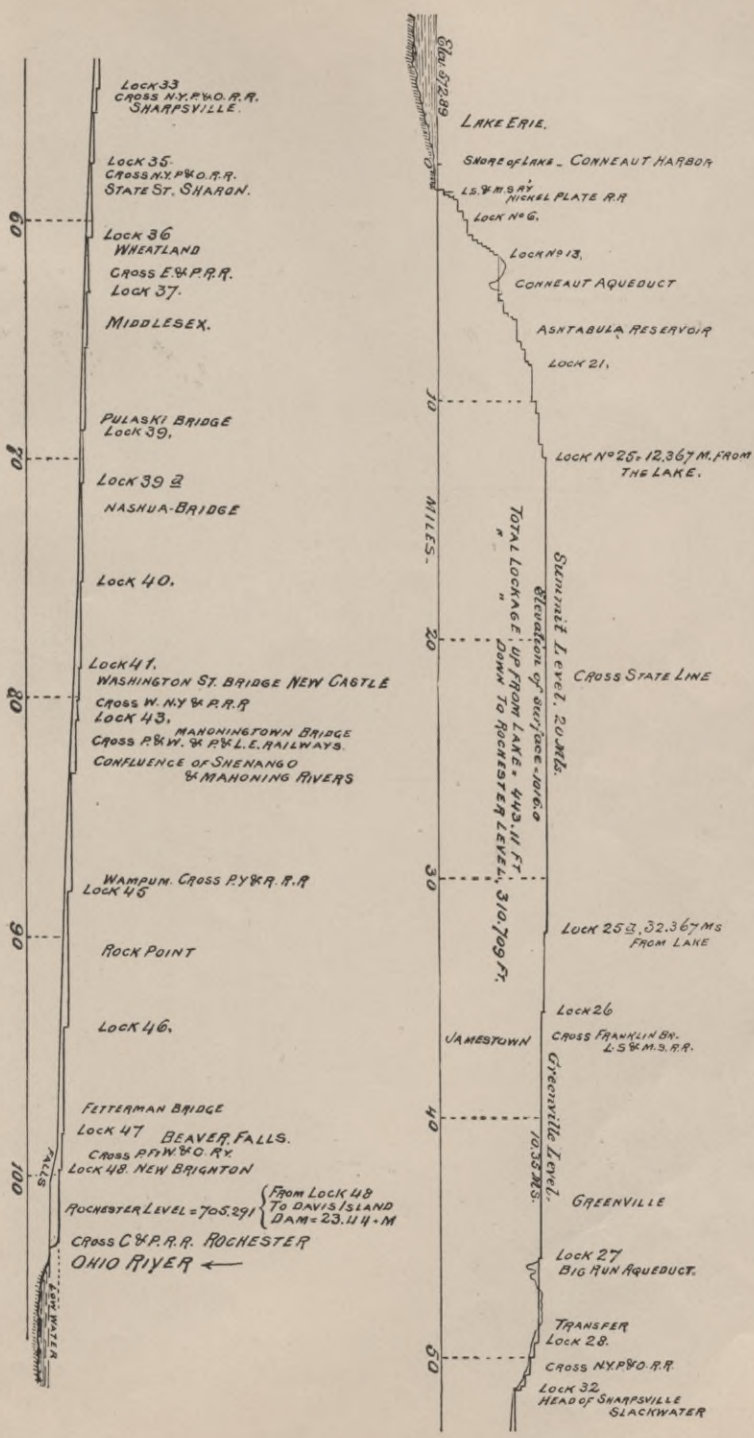 Elev. 572.89
LAKE ERIE.
SHORE OF LAKE - CONNEAUT HARBOR
0
L.S. & M.S. R'Y
NICKEL PLATE R.R
LOCK No 6.
LOCK No 13.
CONNEAUT AQUEDUCT
ASHTABULA RESERVOIR
LOCK 21.
10
LOCK No 25 = 12.367 M. FROM
THE LAKE.
MILES-
Summit Level. 20 Mls.
Elevation of surface = 1016.0
TOTAL LOCKAGE UP FROM LAKE = 443.11 FT
" " DOWN TO ROCHESTER LEVEL, 310.709 FT.
20
CROSS STATE LINE
30
LOCK 25 a, 32.367 Ms
FROM LAKE
LOCK 26
JAMESTOWN
CROSS FRANKLIN BR.
L.S & M.S. R.R.
40
Greenville Level.
10.35 Ms.
GREENVILLE
LOCK 27
BIG RUN AQUEDUCT.
TRANSFER
LOCK 28.
50
CROSS N.Y.P.&O.R.R.
LOCK 32
HEAD OF SHARPSVILLE
SLACKWATER
LOCK 33
CROSS N.Y.P.&O.R.R.
SHARPSVILLE.
LOCK 35.
CROSS N.Y.P.&O.R.R.
STATE ST. SHARON.
60
LOCK 36
WHEATLAND
CROSS E.&P.R.R.
LOCK 37.
MIDDLESEX.
PULASKI BRIDGE
LOCK 39,
70
LOCK 39 a
NASHUA-BRIDGE
LOCK 40.
LOCK 41.
WASHINGTON ST. BRIDGE NEW CASTLE
80
CROSS W. N.Y & P.R.R
LOCK 43,
MAHONINGTOWN BRIDGE
CROSS P.&W. & P.&L.E. RAILWAYS.
CONFLUENCE OF SHENANGO
& MAHONING RIVERS
WAMPUM. CROSS P.Y&A.R.R
LOCK 45
90
ROCK POINT
LOCK 46.
FETTERMAN BRIDGE
LOCK 47 BEAVER FALLS.
CROSS P.Ft.W.&C. RY.
FALLS
100
LOCK 48. NEW BRIGHTON
ROCHESTER LEVEL = 705.291
FROM LOCK 48
TO DAVIS ISLAND
DAM = 23.44 - M
CROSS C&P.R.R. ROCHESTER
OHIO RIVER
LOW WATER